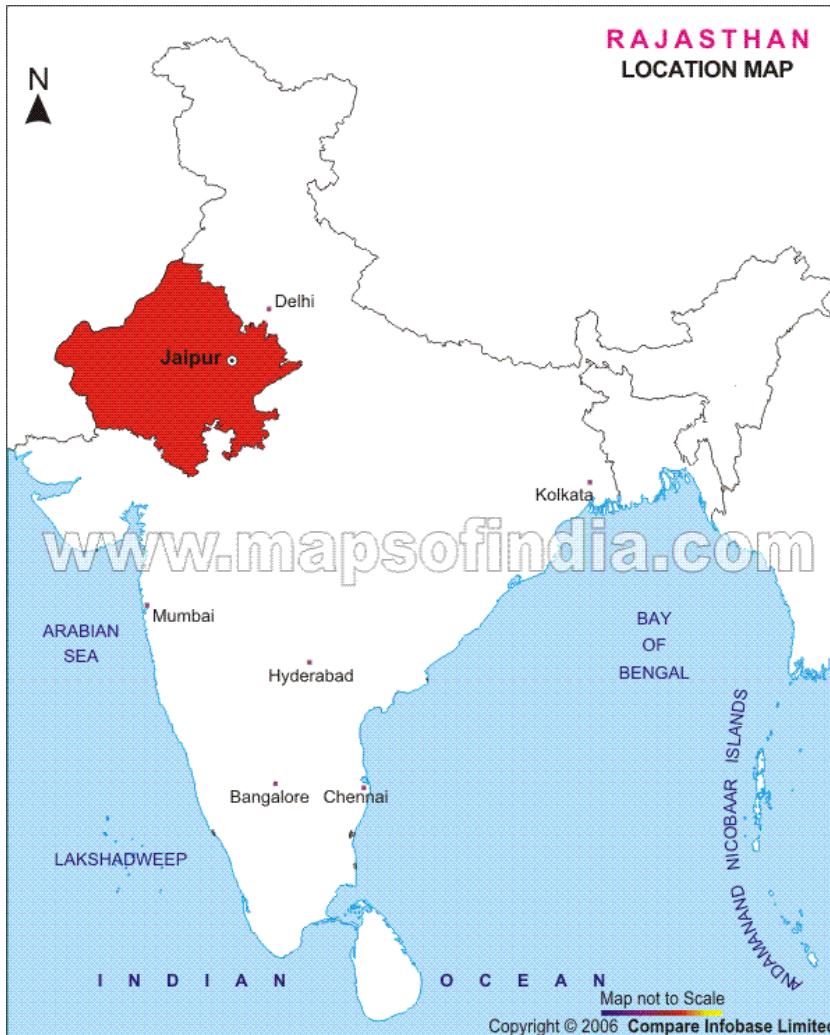 RAJASTHAN
LOCATION MAP
N
Delhi
Jaipur
Kolkata
www.mapsofindia.com
Mumbai
ARABIAN
SEA
BAY
OF
BENGAL
Hyderabad
Bangalore
Chennai
LAKSHADWEEP
ANDAMANAND NICOBAAR ISLANDS
INDIAN OCEAN
Map not to Scale
Copyright © 2006 Compare Infobase Limited